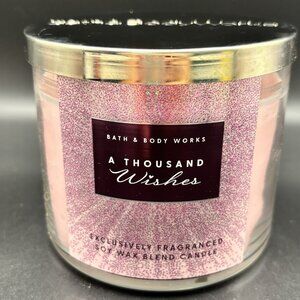 BATH & BODY WORKS
A THOUSAND
Wishes
EXCLUSIVELY FRAGRANCED
SOY WAX BLEND CANDLE